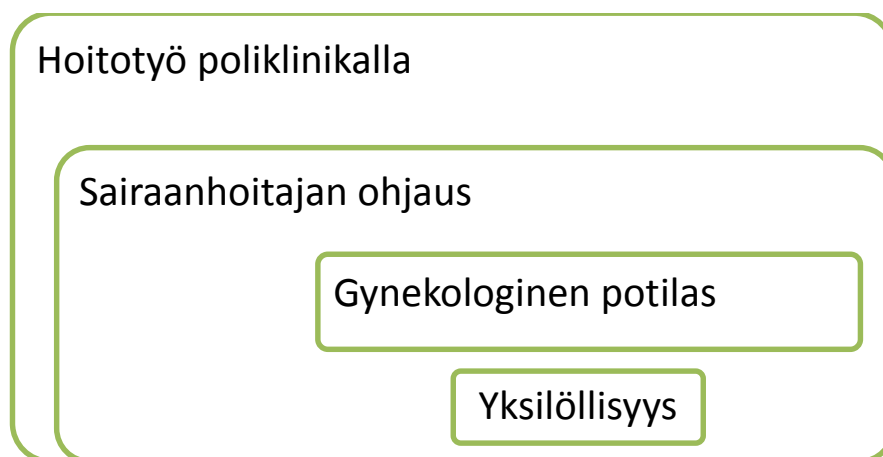 Hoitotyö poliklinikalla
Sairaanhoitajan ohjaus
Gynekologinen potilas
Yksilöllisyys